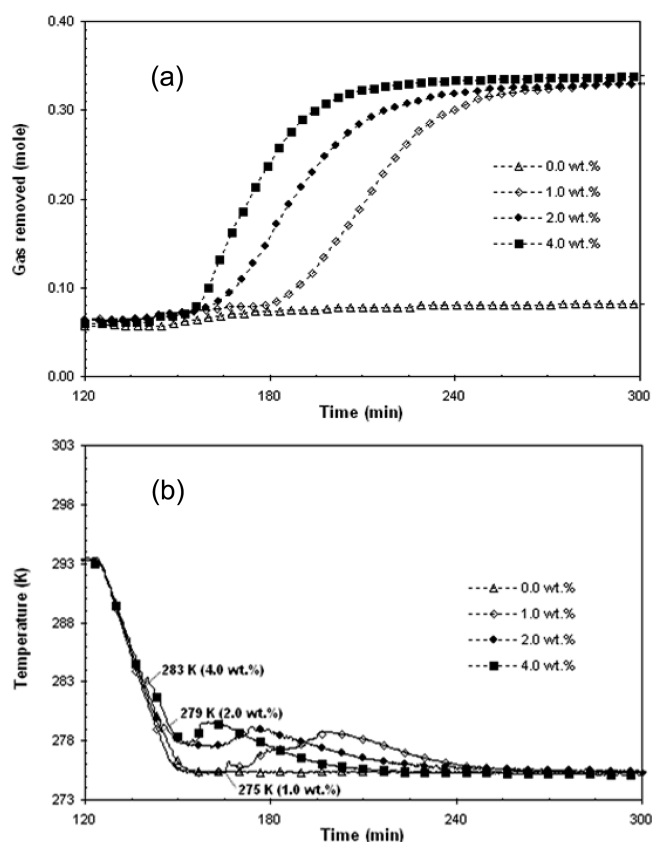 0.40
(a)
0.30
0.20
0.10
0.00
Gas removed (mole)
0.0 wt.%
1.0 wt.%
2.0 wt.%
4.0 wt.%
120 180 240 300
Time (min)
303
(b)
298
293
288
283
278
273
Temperature (K)
0.0 wt.%
1.0 wt.%
2.0 wt.%
4.0 wt.%
283 K (4.0 wt.%)
279 K (2.0 wt.%)
275 K (1.0 wt.%)
120 180 240 300
Time (min)